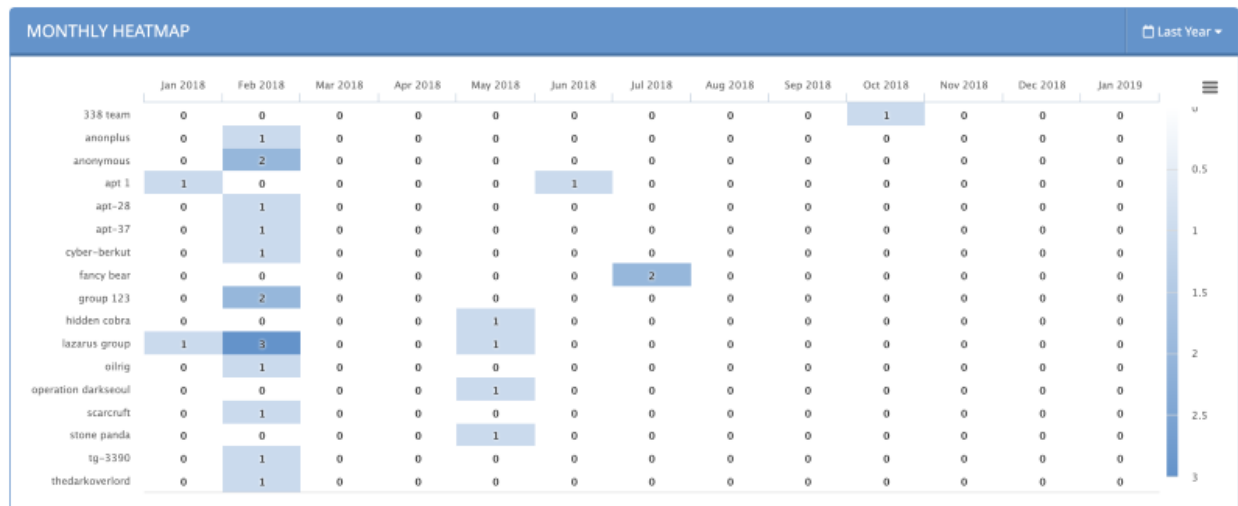 MONTHLY HEATMAP Last Year
Jan 2018 Feb 2018 Mar 2018 Apr 2018 May 2018 Jun 2018 Jul 2018 Aug 2018 Sep 2018 Oct 2018 Nov 2018 Dec 2018 Jan 2019
338 team 0 0 0 0 0 0 0 0 0 1 0 0 0 0
anonplus 0 1 0 0 0 0 0 0 0 0 0 0 0
anonymous 0 2 0 0 0 0 0 0 0 0 0 0 0
0.5
apt 1 1 0 0 0 0 1 0 0 0 0 0 0 0
apt-28 0 1 0 0 0 0 0 0 0 0 0 0 0
apt-37 0 1 0 0 0 0 0 0 0 0 0 0 0 1
cyber-berkut 0 1 0 0 0 0 0 0 0 0 0 0 0
fancy bear 0 0 0 0 0 0 2 0 0 0 0 0 0
group 123 0 2 0 0 0 0 0 0 0 0 0 0 0 1.5
hidden cobra 0 0 0 0 1 0 0 0 0 0 0 0 0
lazarus group 1 3 0 0 1 0 0 0 0 0 0 0 0
2
oilrig 0 1 0 0 0 0 0 0 0 0 0 0 0
operation darkseoul 0 0 0 0 1 0 0 0 0 0 0 0 0
scarcruft 0 1 0 0 0 0 0 0 0 0 0 0 0 2.5
stone panda 0 0 0 0 1 0 0 0 0 0 0 0 0
tg-3390 0 1 0 0 0 0 0 0 0 0 0 0 0
thedarkoverlord 0 1 0 0 0 0 0 0 0 0 0 0 0 3